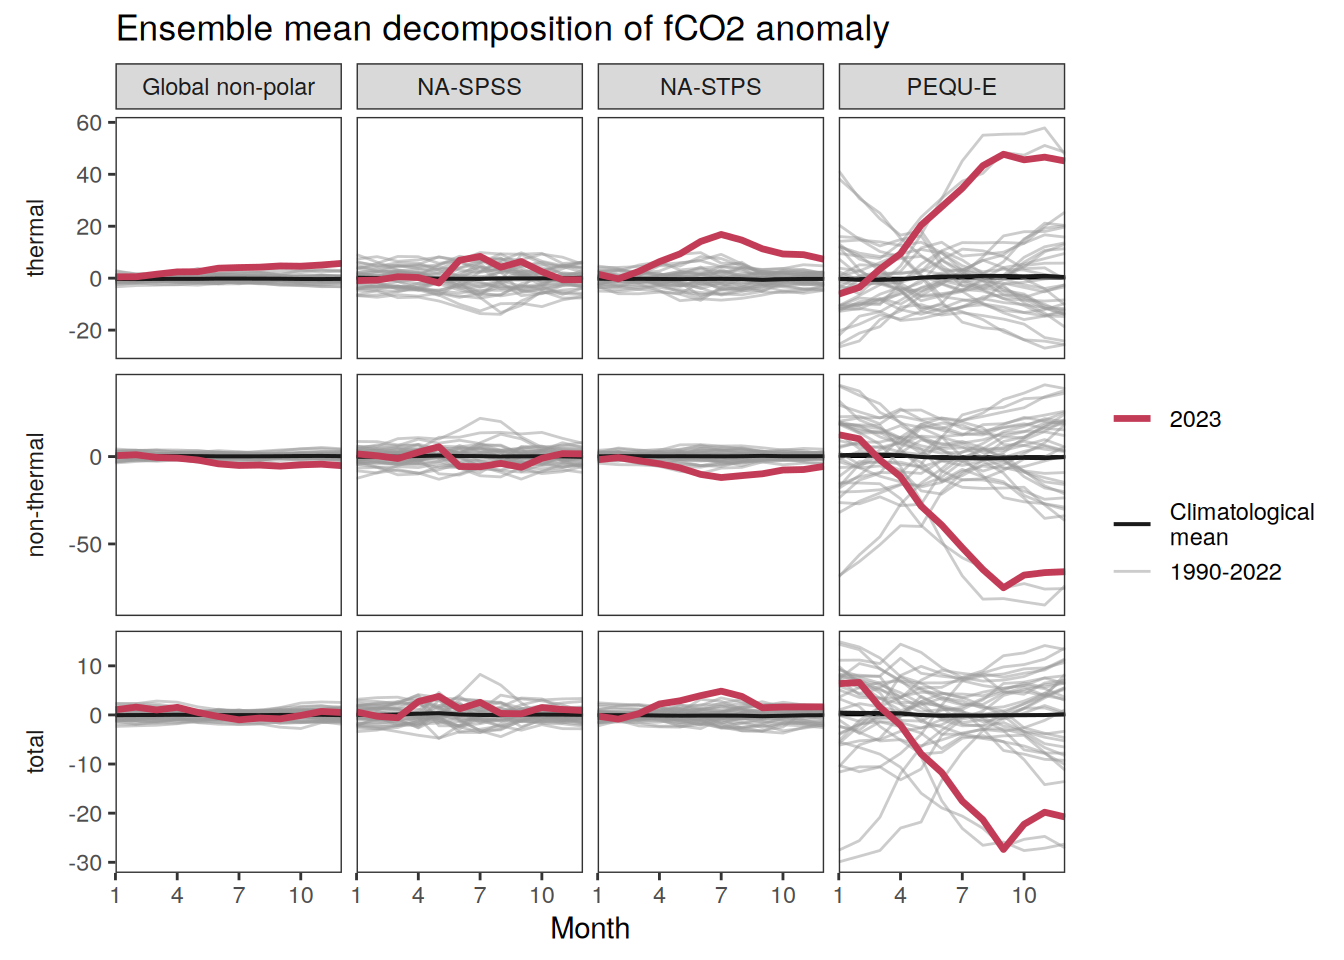 Ensemble mean decomposition of fCO2 anomaly
Global non-polar
NA-SPSS
NA-STPS
PEQU-E
thermal
60
40
20
0
-20
non-thermal
0
-50
total
10
0
-10
-20
-30
1 4 7 10
1 4 7 10
1 4 7 10
1 4 7 10
Month
2023
Climatological
mean
1990-2022